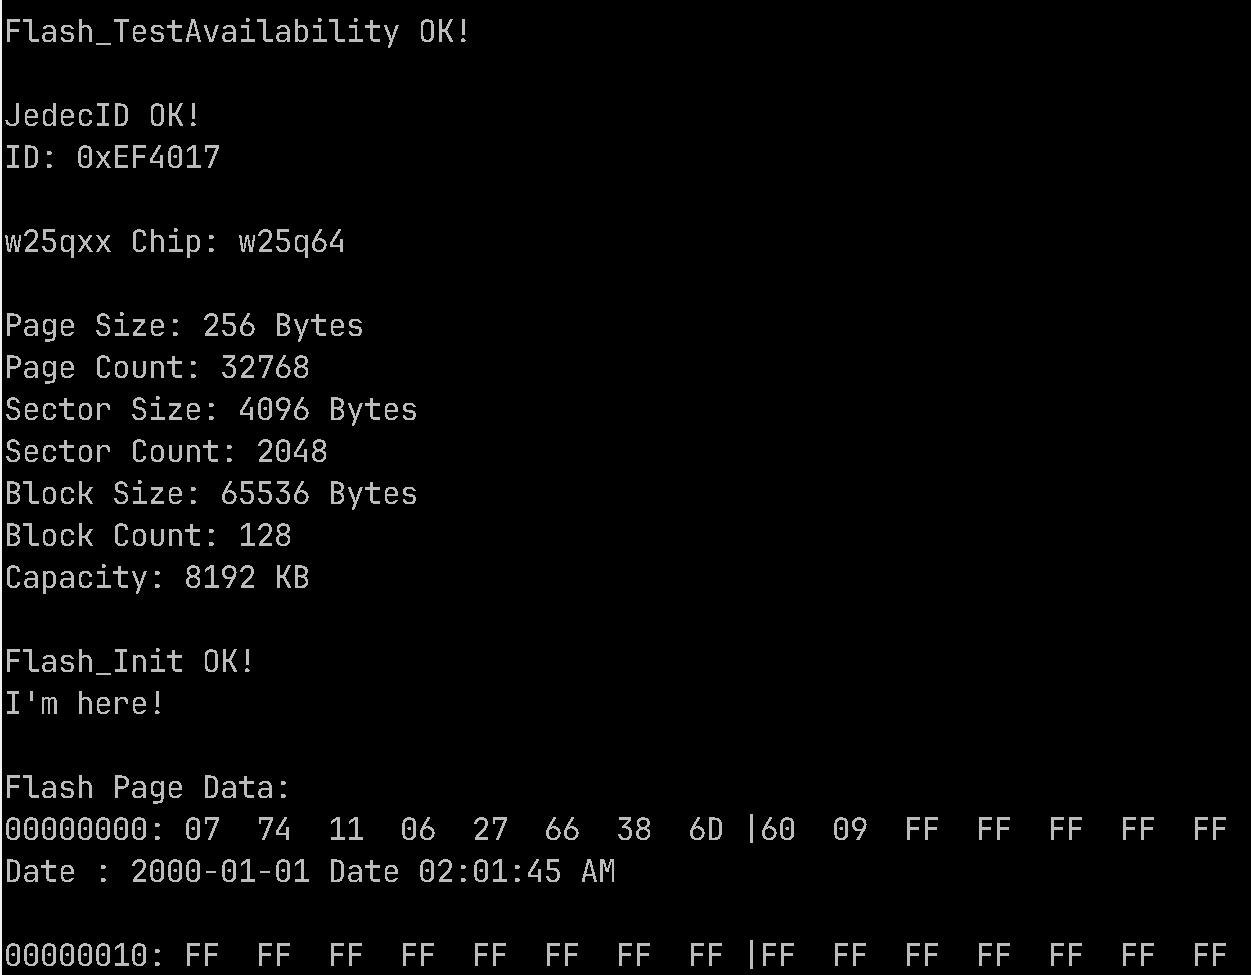 Flash_TestAvailability OK!
JedecID OK!
ID: 0xEF4017
w25qxx Chip: w25q64
Page Size: 256 Bytes
Page Count: 32768
Sector Size: 4096 Bytes
Sector Count: 2048
Block Size: 65536 Bytes
Block Count: 128
Capacity: 8192 KB
Flash_Init OK!
I'm here!
Flash Page Data:
00000000: 07  74  11  06  27  66  38  6D |60  09  FF  FF  FF  FF  FF
Date : 2000-01-01 Date 02:01:45 AM
00000010: FF  FF  FF  FF  FF  FF  FF  FF |FF  FF  FF  FF  FF  FF  FF